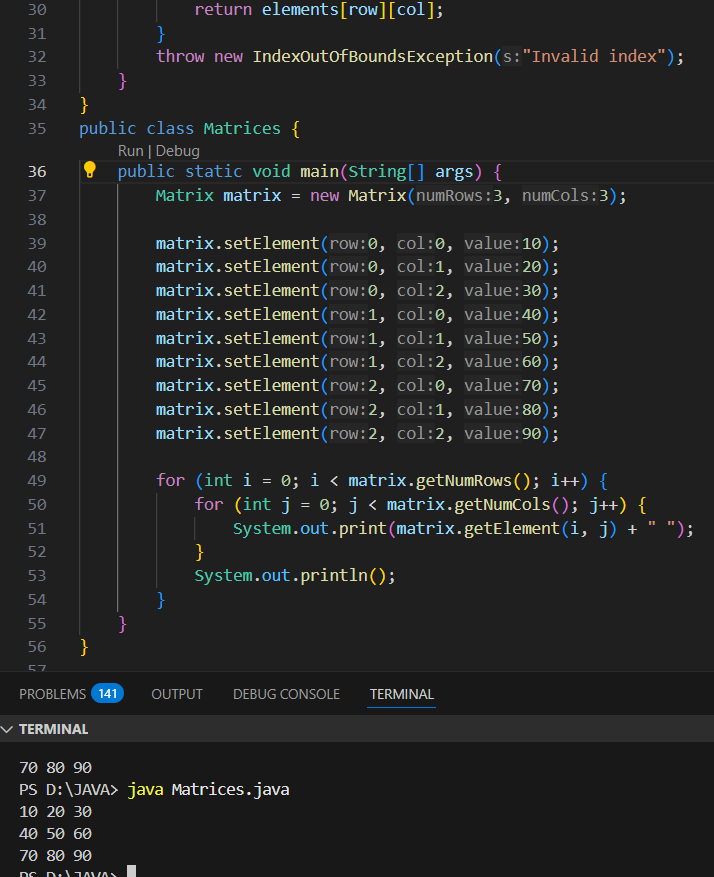 30 return elements[row][col];
31 }
32 throw new IndexOutOfBoundsException(s:"Invalid index");
33 }
34 }
35 public class Matrices {
Run | Debug
36 public static void main(String[] args) {
37 Matrix matrix = new Matrix(numRows:3, numCols:3);
38
39 matrix.setElement(row:0, col:0, value:10);
40 matrix.setElement(row:0, col:1, value:20);
41 matrix.setElement(row:0, col:2, value:30);
42 matrix.setElement(row:1, col:0, value:40);
43 matrix.setElement(row:1, col:1, value:50);
44 matrix.setElement(row:1, col:2, value:60);
45 matrix.setElement(row:2, col:0, value:70);
46 matrix.setElement(row:2, col:1, value:80);
47 matrix.setElement(row:2, col:2, value:90);
48
49 for (int i = 0; i < matrix.getNumRows(); i++) {
50 for (int j = 0; j < matrix.getNumCols(); j++) {
51 System.out.print(matrix.getElement(i, j) + " ");
52 }
53 System.out.println();
54 }
55 }
56 }
57
PROBLEMS 141 OUTPUT DEBUG CONSOLE TERMINAL
TERMINAL
70 80 90
PS D:\JAVA> java Matrices.java
10 20 30
40 50 60
70 80 90
PS D:\JAVA>